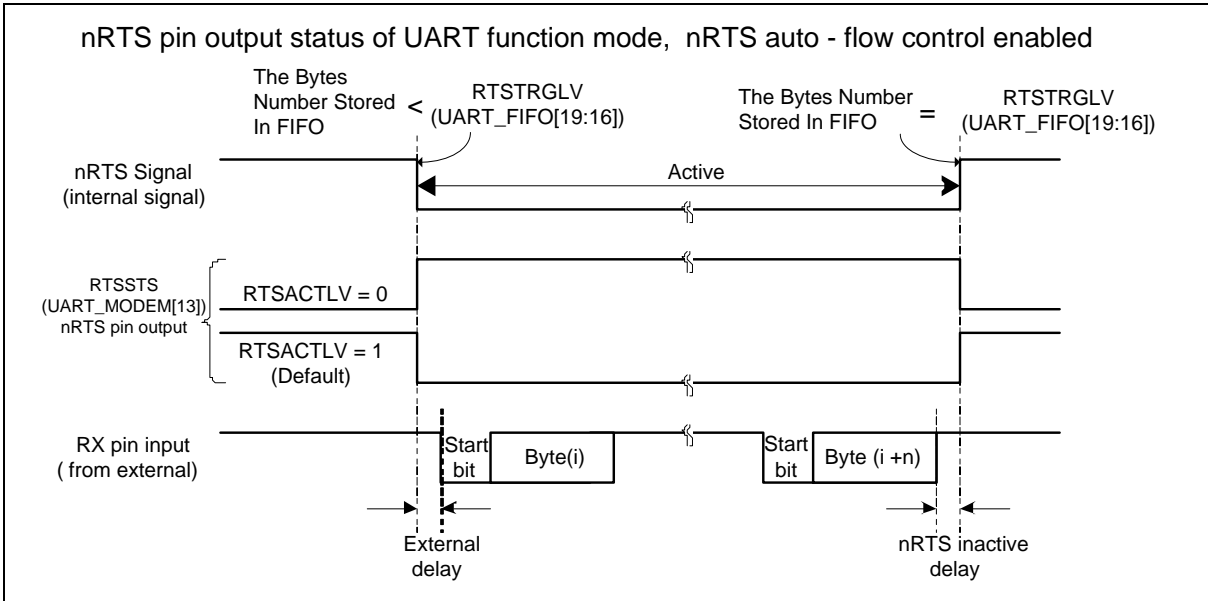 nRTS pin output status of UART function mode, nRTS auto - flow control enabled
The Bytes
Number Stored
In FIFO
<
RTSTRGLV
(UART_FIFO[19:16])
The Bytes Number
Stored In FIFO
=
RTSTRGLV
(UART_FIFO[19:16])
nRTS Signal
(internal signal)
Active
RTSSTS
(UART_MODEM[13])
nRTS pin output
RTSACTLV = 0
RTSACTLV = 1
(Default)
RX pin input
( from external)
Start
bit
Byte(i)
Start
bit
Byte (i +n)
External
delay
nRTS inactive
delay